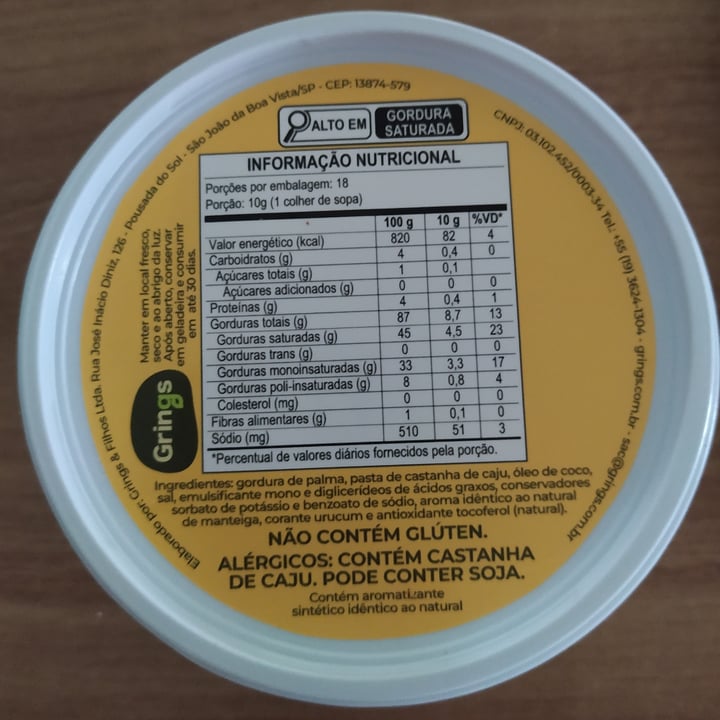 Elaborado por: Grings & Filhos Ltda. Rua José Inácio Diniz, 126 - Pousada do Sol - São João da Boa Vista/SP - CEP: 13874-579
CNPJ: 03.102.452/0003-34 Tel.: +55 (19) 3624-1304 - grings.com.br - sac@grings.com.br
ALTO EM
GORDURA
SATURADA
Manter em local fresco,
seco e ao abrigo da luz.
Após aberto, conservar
em geladeira e consumir
em até 30 dias.
Grings
INFORMAÇÃO NUTRICIONAL
Porções por embalagem: 18
Porção: 10g (1 colher de sopa)
100 g 10 g %VD*
Valor energético (kcal) 820 82 4
Carboidratos (g) 4 0,4 0
Açúcares totais (g) 1 0,1
Açúcares adicionados (g) 0 0 0
Proteínas (g) 4 0,4 1
Gorduras totais (g) 87 8,7 13
Gorduras saturadas (g) 45 4,5 23
Gorduras trans (g) 0 0 0
Gorduras monoinsaturadas (g) 33 3,3 17
Gorduras poli-insaturadas (g) 8 0,8 4
Colesterol (mg) 0 0 0
Fibras alimentares (g) 1 0,1 0
Sódio (mg) 510 51 3
*Percentual de valores diários fornecidos pela porção.
Ingredientes: gordura de palma, pasta de castanha de caju, óleo de coco,
sal, emulsificante mono e diglicerídeos de ácidos graxos, conservadores
sorbato de potássio e benzoato de sódio, aroma idêntico ao natural
de manteiga, corante urucum e antioxidante tocoferol (natural).
NÃO CONTÉM GLÚTEN.
ALÉRGICOS: CONTÉM CASTANHA
DE CAJU. PODE CONTER SOJA.
Contém aromatizante
sintético idêntico ao natural